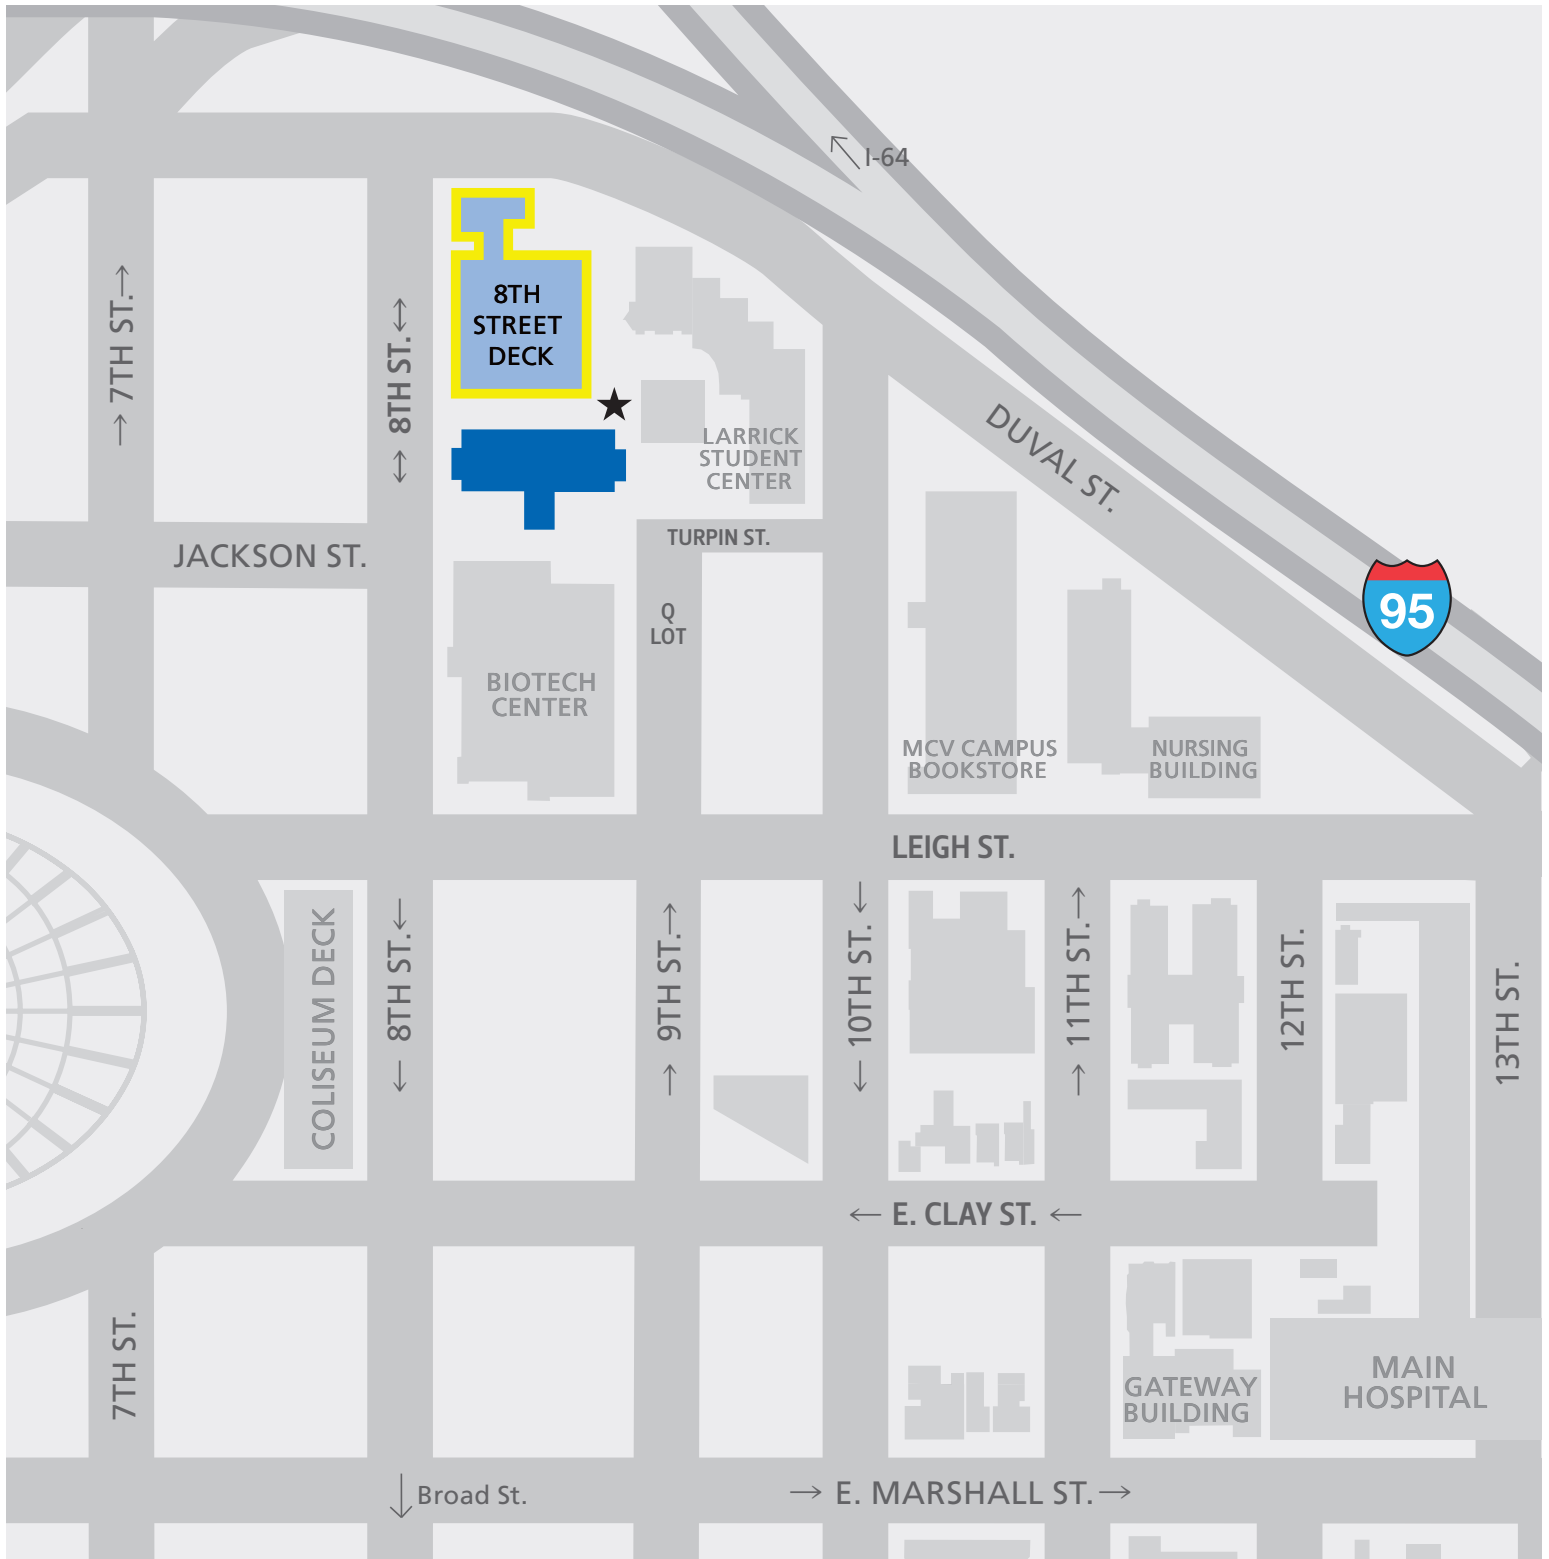 I-64
8TH
STREET
DECK
7TH ST.
8TH ST.
LARRICK
STUDENT
CENTER
DUVAL ST.
TURPIN ST.
JACKSON ST.
95
Q
LOT
BIOTECH
CENTER
MCV CAMPUS
BOOKSTORE
NURSING
BUILDING
LEIGH ST.
COLISEUM DECK
8TH ST.
9TH ST.
10TH ST.
11TH ST.
12TH ST.
13TH ST.
E. CLAY ST.
7TH ST.
GATEWAY
BUILDING
MAIN
HOSPITAL
Broad St.
E. MARSHALL ST.